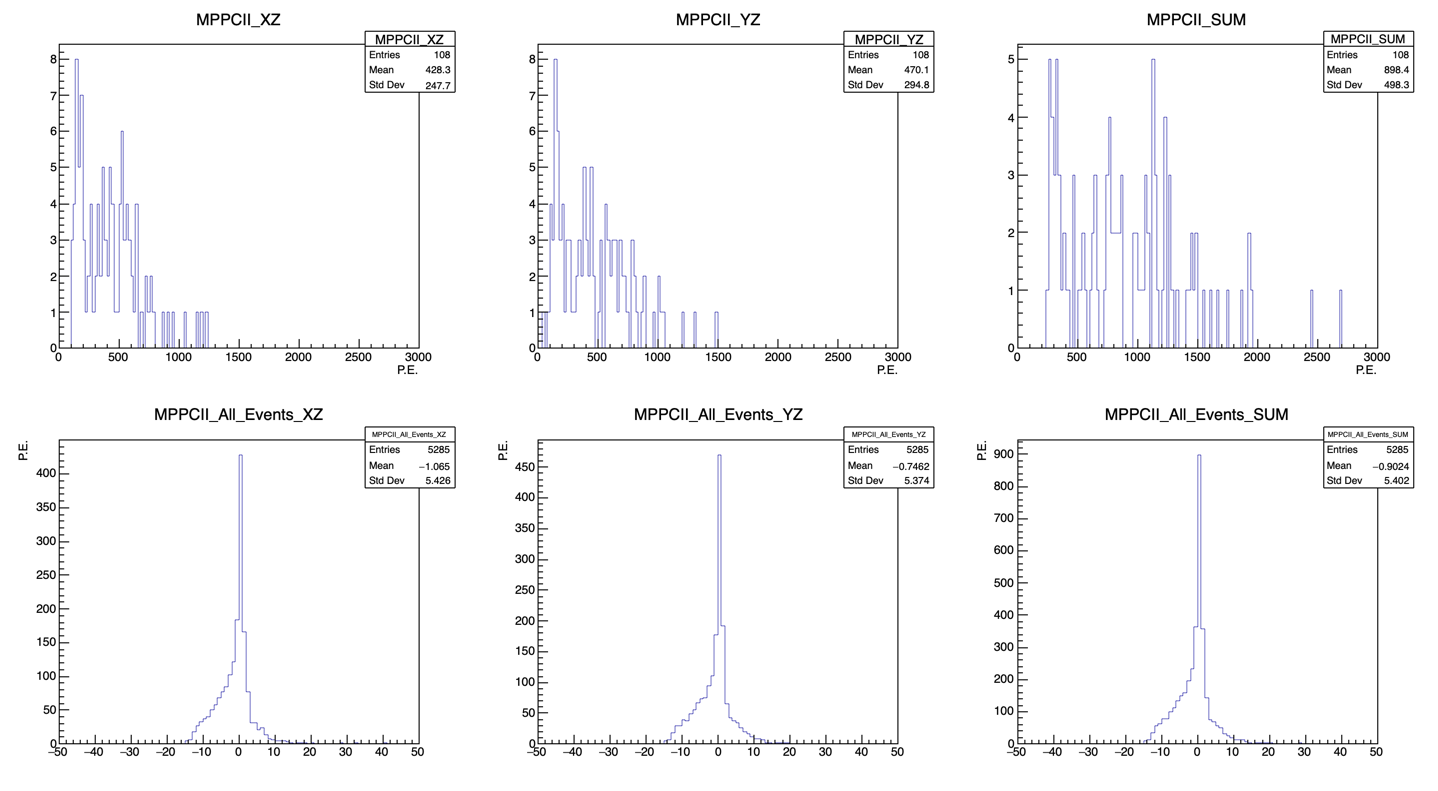 MPPCII_XZ
MPPCII_XZ
Entries 108
Mean 428.3
Std Dev 247.7
8
7
6
5
4
3
2
1
0
0 500 1000 1500 2000 2500 3000
P.E.
MPPCII_YZ
MPPCII_YZ
Entries 108
Mean 470.1
Std Dev 294.8
8
7
6
5
4
3
2
1
0
0 500 1000 1500 2000 2500 3000
P.E.
MPPCII_SUM
MPPCII_SUM
Entries 108
Mean 898.4
Std Dev 498.3
5
4
3
2
1
0
0 500 1000 1500 2000 2500 3000
P.E.
MPPCII_All_Events_XZ
P.E.
MPPCII_All_Events_XZ
Entries 5285
Mean −1.065
Std Dev 5.426
400
350
300
250
200
150
100
50
0
−50 −40 −30 −20 −10 0 10 20 30 40 50
MPPCII_All_Events_YZ
P.E.
MPPCII_All_Events_YZ
Entries 5285
Mean −0.7462
Std Dev 5.374
450
400
350
300
250
200
150
100
50
0
−50 −40 −30 −20 −10 0 10 20 30 40 50
MPPCII_All_Events_SUM
P.E.
MPPCII_All_Events_SUM
Entries 5285
Mean −0.9024
Std Dev 5.402
900
800
700
600
500
400
300
200
100
0
−50 −40 −30 −20 −10 0 10 20 30 40 50